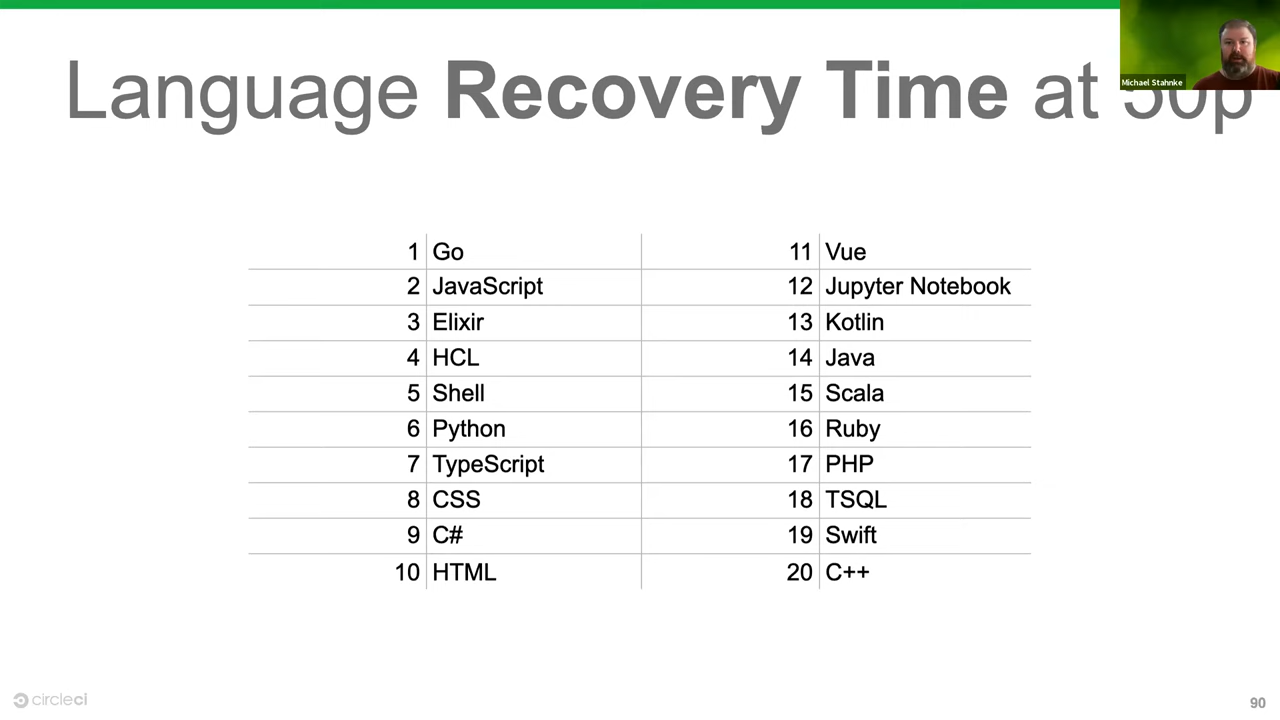 Language Recovery Time at 50p
Michael Stahnke
1 Go
2 JavaScript
3 Elixir
4 HCL
5 Shell
6 Python
7 TypeScript
8 CSS
9 C#
10 HTML
11 Vue
12 Jupyter Notebook
13 Kotlin
14 Java
15 Scala
16 Ruby
17 PHP
18 TSQL
19 Swift
20 C++
circleci
90